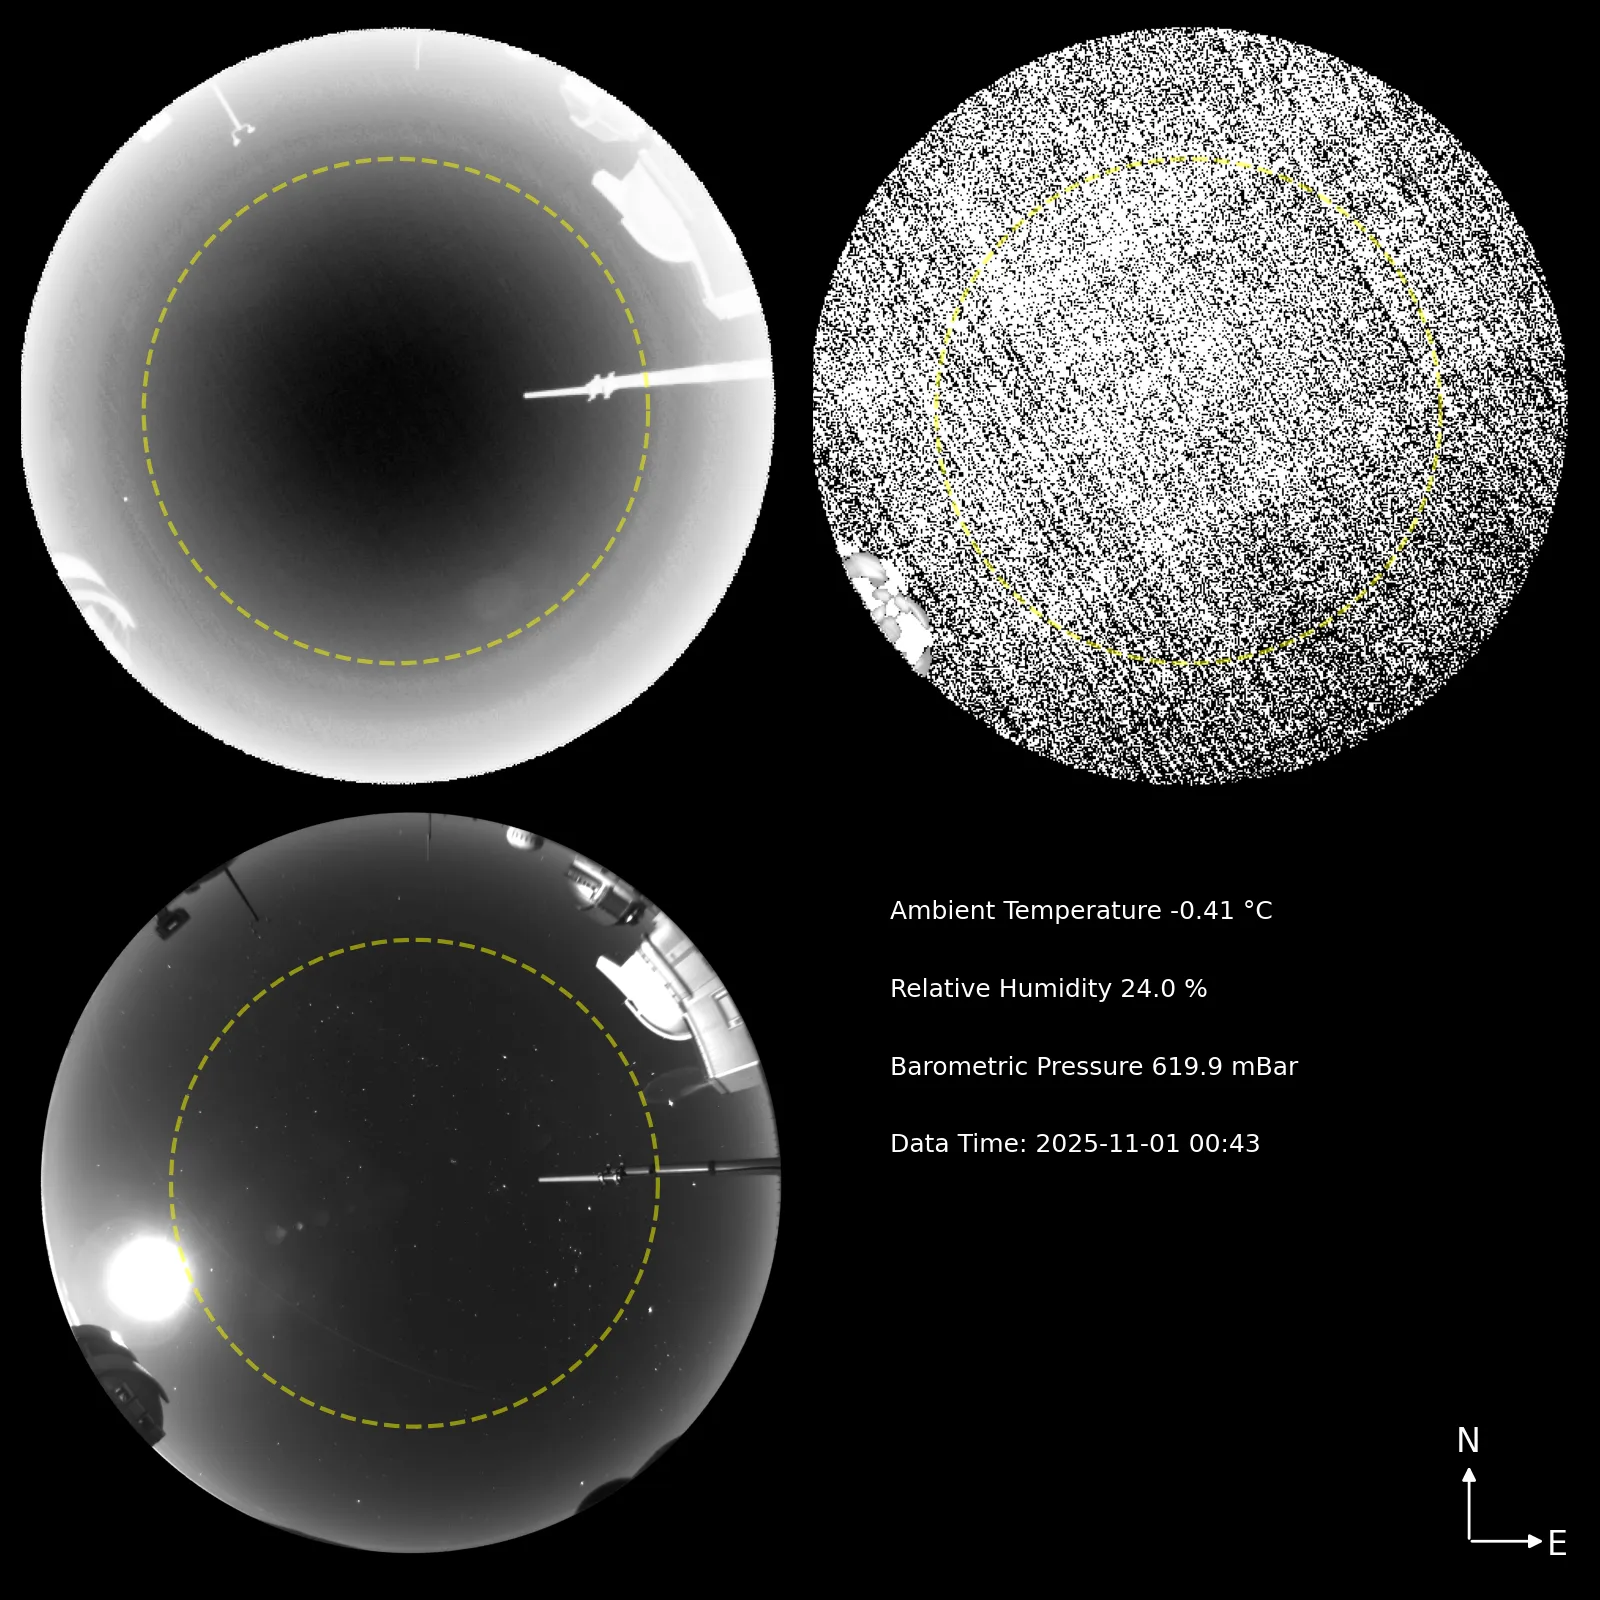 Ambient Temperature -0.41 °C
Relative Humidity 24.0 %
Barometric Pressure 619.9 mBar
Data Time: 2025-11-01 00:43
N
E